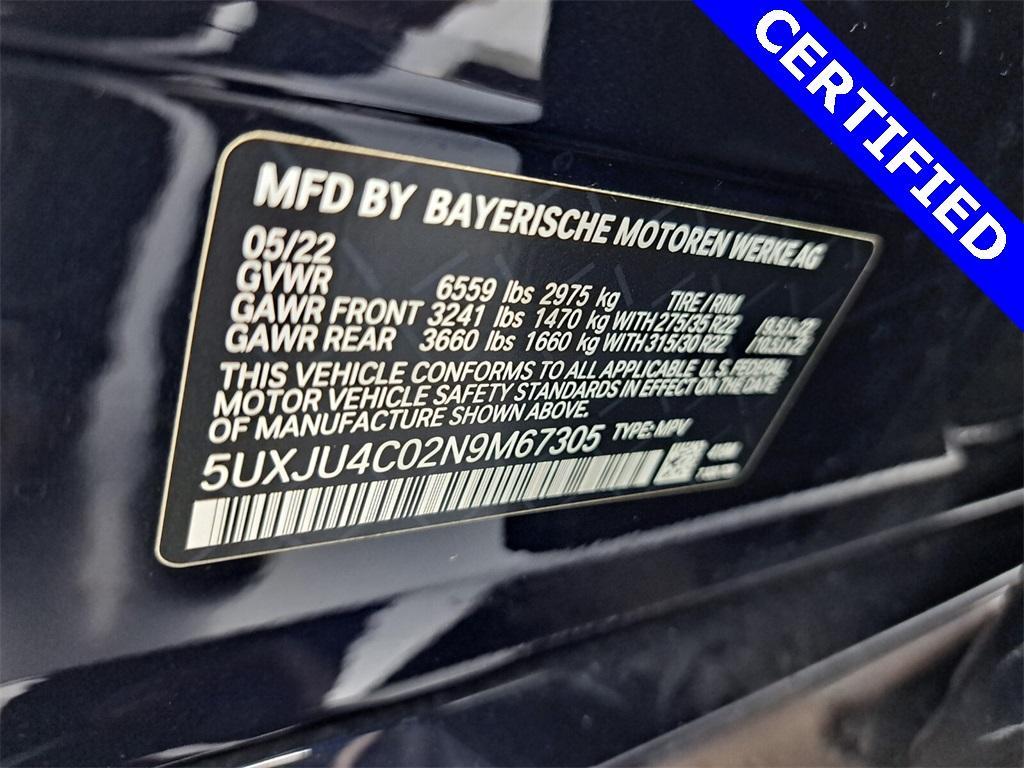 CERTIFIED
MFD BY BAYERISCHE MOTOREN WERKE AG
05/22
GVWR 6559 lbs 2975 kg TIRE / RIM
GAWR FRONT 3241 lbs 1470 kg WITH 275/35 R22
GAWR REAR 3660 lbs 1660 kg WITH 315/30 R22
THIS VEHICLE CONFORMS TO ALL APPLICABLE U.S. FEDERAL
MOTOR VEHICLE SAFETY STANDARDS IN EFFECT ON THE DATE
OF MANUFACTURE SHOWN ABOVE.
5UXJU4C02N9M67305 TYPE: MPV